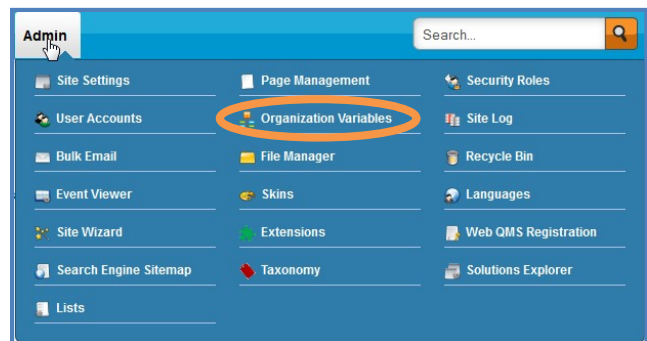 Admin
Search...
Site Settings
Page Management
Security Roles
User Accounts
Organization Variables
Site Log
Bulk Email
File Manager
Recycle Bin
Event Viewer
Skins
Languages
Site Wizard
Extensions
Web QMS Registration
Search Engine Sitemap
Taxonomy
Solutions Explorer
Lists